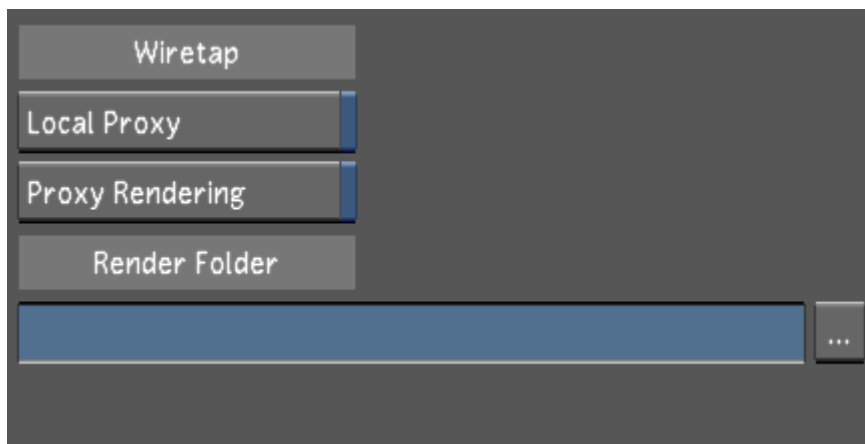 Wiretap
Local Proxy
Proxy Rendering
Render Folder
...